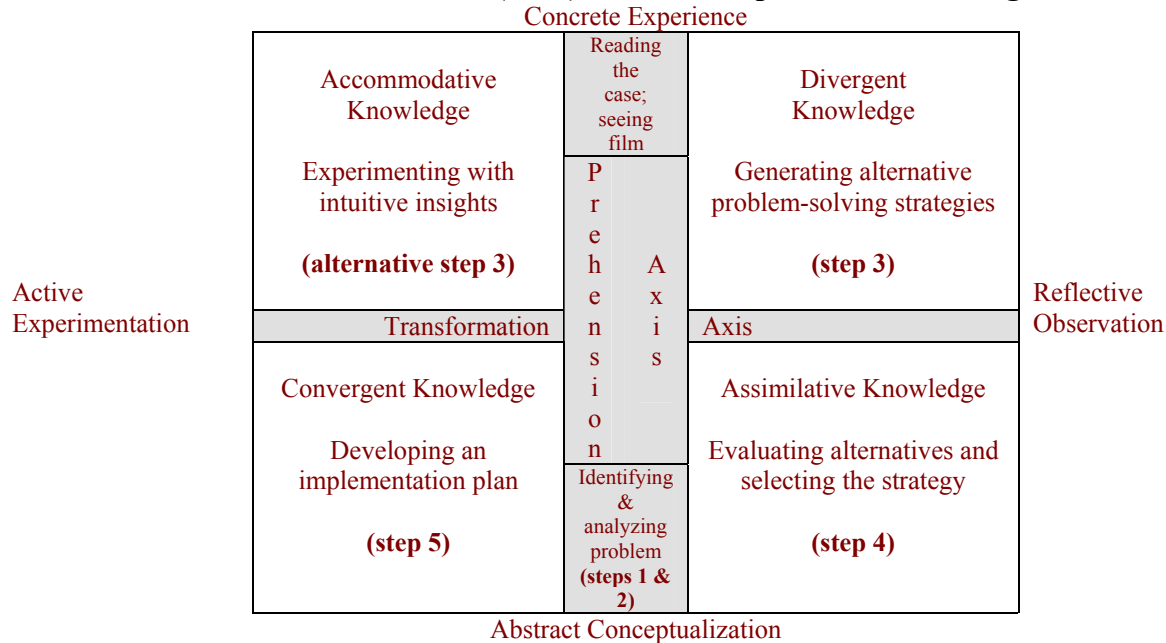 Concrete Experience
Accommodative
Knowledge
Experimenting with
intuitive insights
(alternative step 3)
Reading
the
case;
seeing
film
Divergent
Knowledge
Generating alternative
problem-solving strategies
(step 3)
Prehension
Axis
Active
Experimentation
Transformation
Axis
Reflective
Observation
Convergent Knowledge
Developing an
implementation plan
(step 5)
Identifying
&
analyzing
problem
(steps 1 &
2)
Assimilative Knowledge
Evaluating alternatives and
selecting the strategy
(step 4)
Abstract Conceptualization